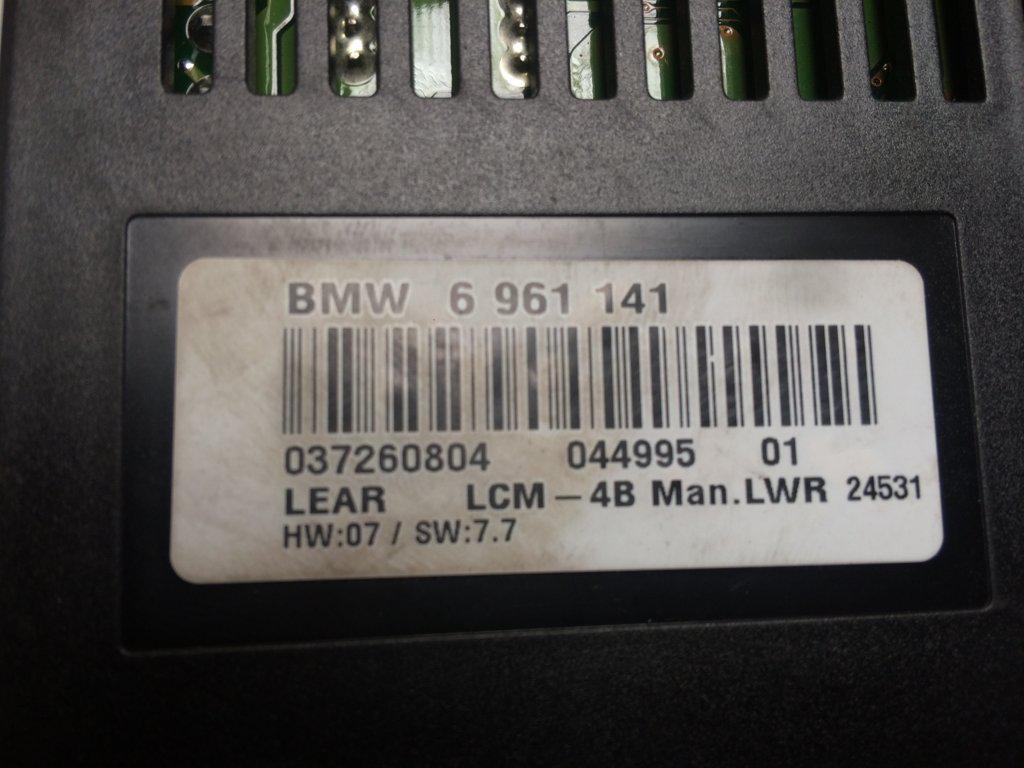 BMW 6 961 141
037260804 044995 01
LEAR LCM – 4B Man.LWR 24531
HW:07 / SW:7.7